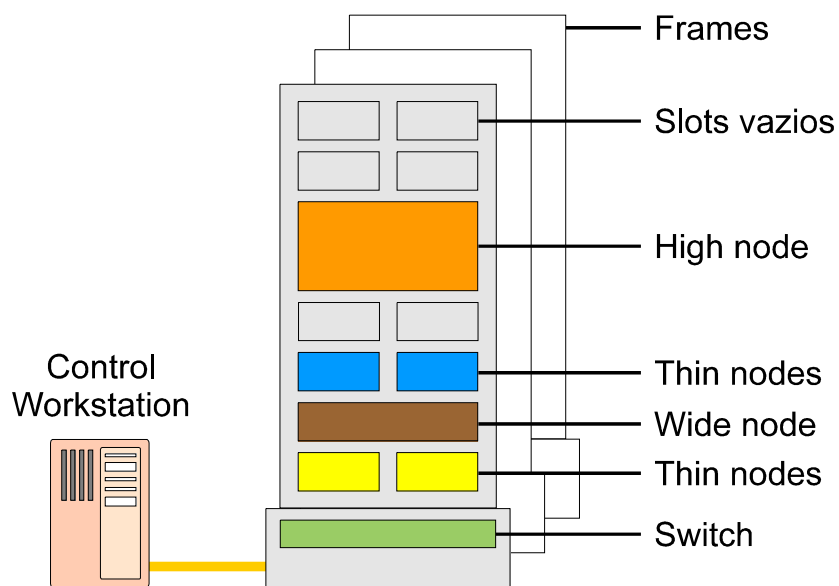 Frames
Slots vazios
High node
Control
Workstation
Thin nodes
Wide node
Thin nodes
Switch